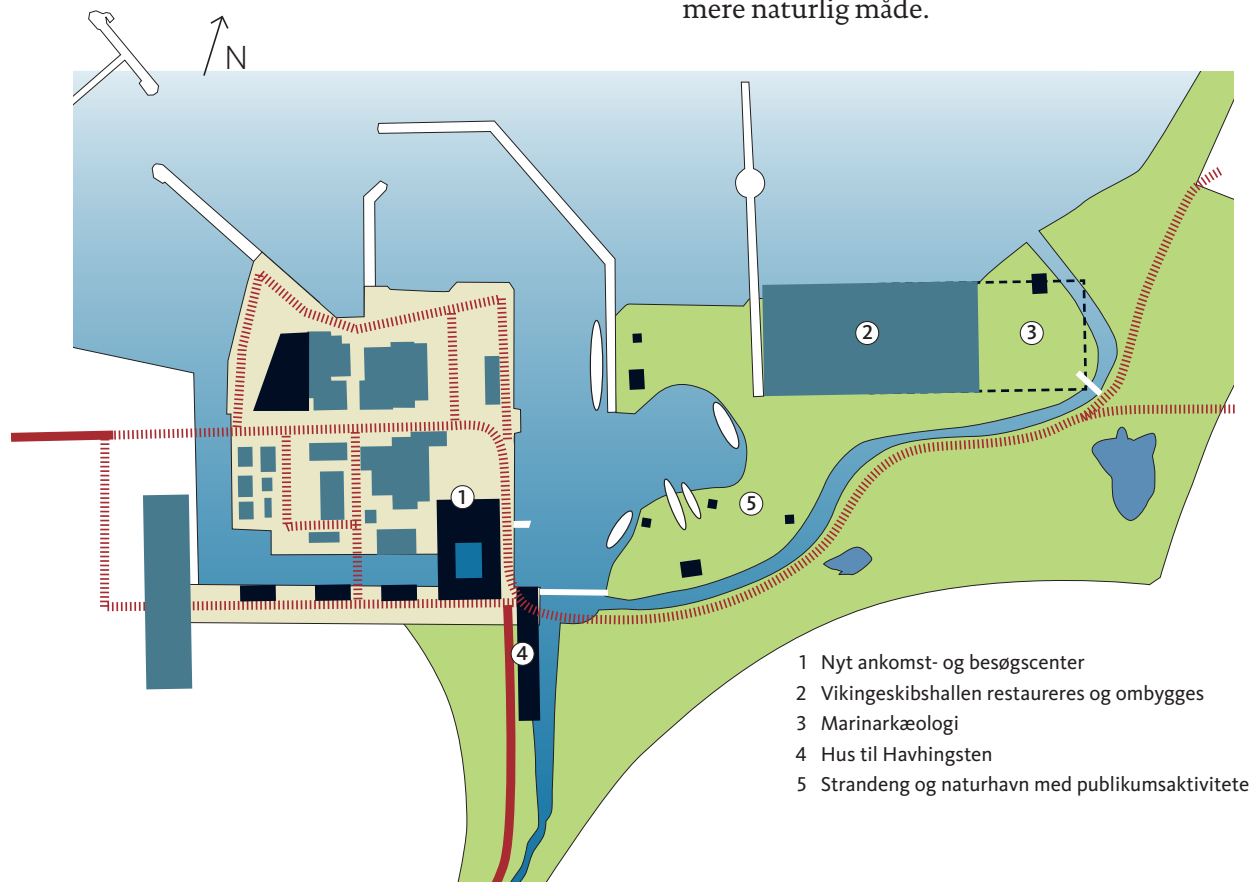 mere naturlig måde.
N
2
3
1
5
4
1 Nyt ankomst- og besøgscenter
2 Vikingeskibshallen restaureres og ombygges
3 Marinarkæologi
4 Hus til Havhingsten
5 Strandeng og naturhavn med publikumsaktivitete